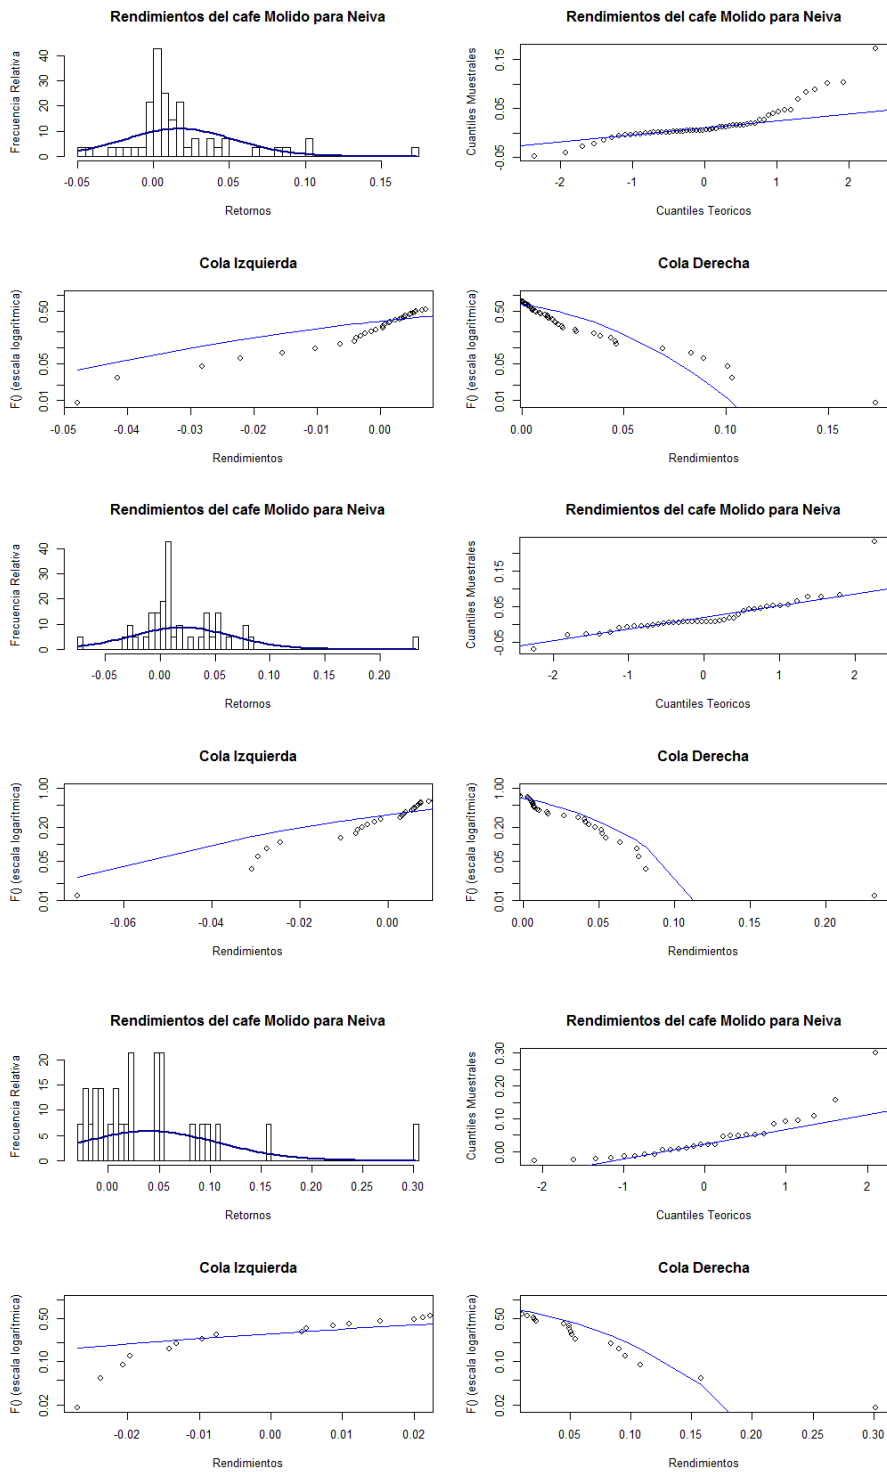 Rendimientos del cafe Molido para Neiva
Frecuencia Relativa
0 10 20 30 40
-0.05 0.00 0.05 0.10 0.15
Retornos
Rendimientos del cafe Molido para Neiva
Cuantiles Muestrales
-0.05 0.05 0.15
-2 -1 0 1 2
Cuantiles Teoricos
Cola Izquierda
F() (escala logarítmica)
0.01 0.05 0.50
-0.05 -0.04 -0.03 -0.02 -0.01 0.00
Rendimientos
Cola Derecha
F() (escala logarítmica)
0.01 0.05 0.50
0.00 0.05 0.10 0.15
Rendimientos
Rendimientos del cafe Molido para Neiva
Frecuencia Relativa
0 10 20 30 40
-0.05 0.00 0.05 0.10 0.15 0.20
Retornos
Rendimientos del cafe Molido para Neiva
Cuantiles Muestrales
-0.05 0.05 0.15
-2 -1 0 1 2
Cuantiles Teoricos
Cola Izquierda
F() (escala logarítmica)
0.01 0.05 0.20 1.00
-0.06 -0.04 -0.02 0.00
Rendimientos
Cola Derecha
F() (escala logarítmica)
0.01 0.05 0.20 1.00
0.00 0.05 0.10 0.15 0.20
Rendimientos
Rendimientos del cafe Molido para Neiva
Frecuencia Relativa
0 5 10 15 20
0.00 0.05 0.10 0.15 0.20 0.25 0.30
Retornos
Rendimientos del cafe Molido para Neiva
Cuantiles Muestrales
0.00 0.10 0.20 0.30
-2 -1 0 1 2
Cuantiles Teoricos
Cola Izquierda
F() (escala logarítmica)
0.02 0.10 0.50
-0.02 -0.01 0.00 0.01 0.02
Rendimientos
Cola Derecha
F() (escala logarítmica)
0.02 0.10 0.50
0.05 0.10 0.15 0.20 0.25 0.30
Rendimientos